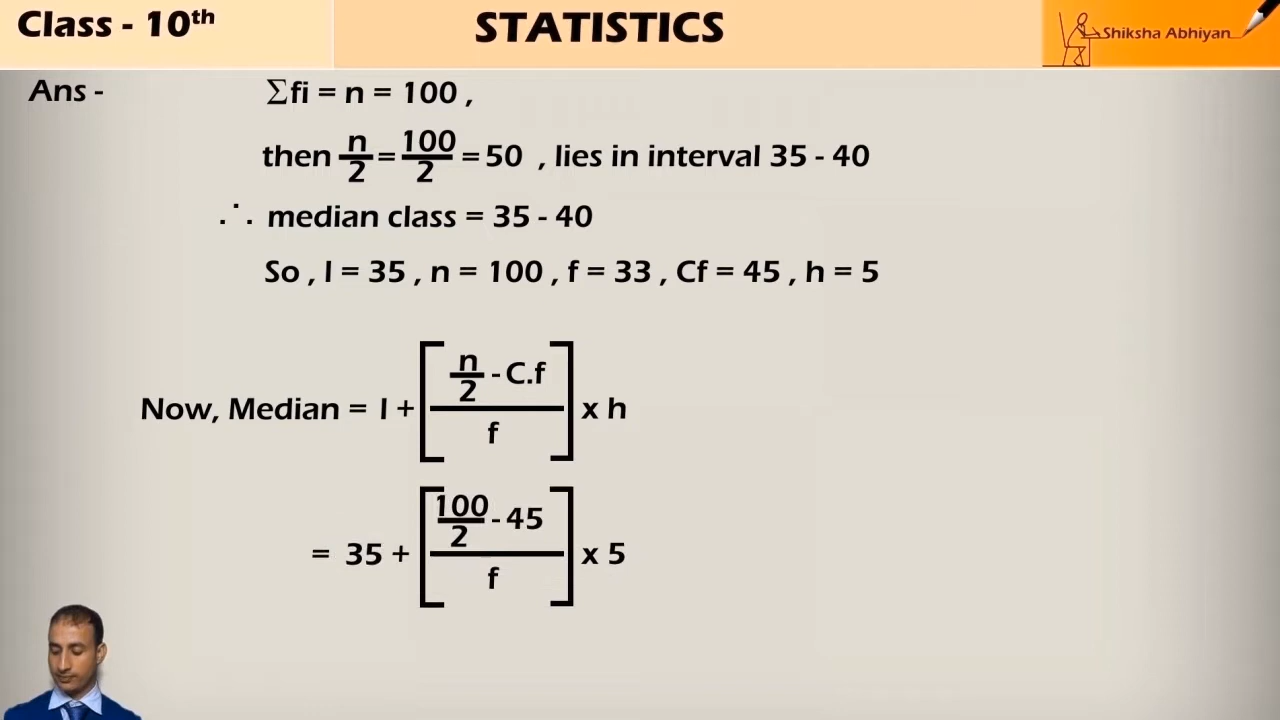 Class - 10th
STATISTICS
Shiksha Abhiyan
Ans - Σfi = n = 100 ,
then n/2 = 100/2 = 50 , lies in interval 35 - 40
∴ median class = 35 - 40
So , l = 35 , n = 100 , f = 33 , Cf = 45 , h = 5
Now, Median = l + [ (n/2 - C.f) / f ] x h
= 35 + [ (100/2 - 45) / f ] x 5